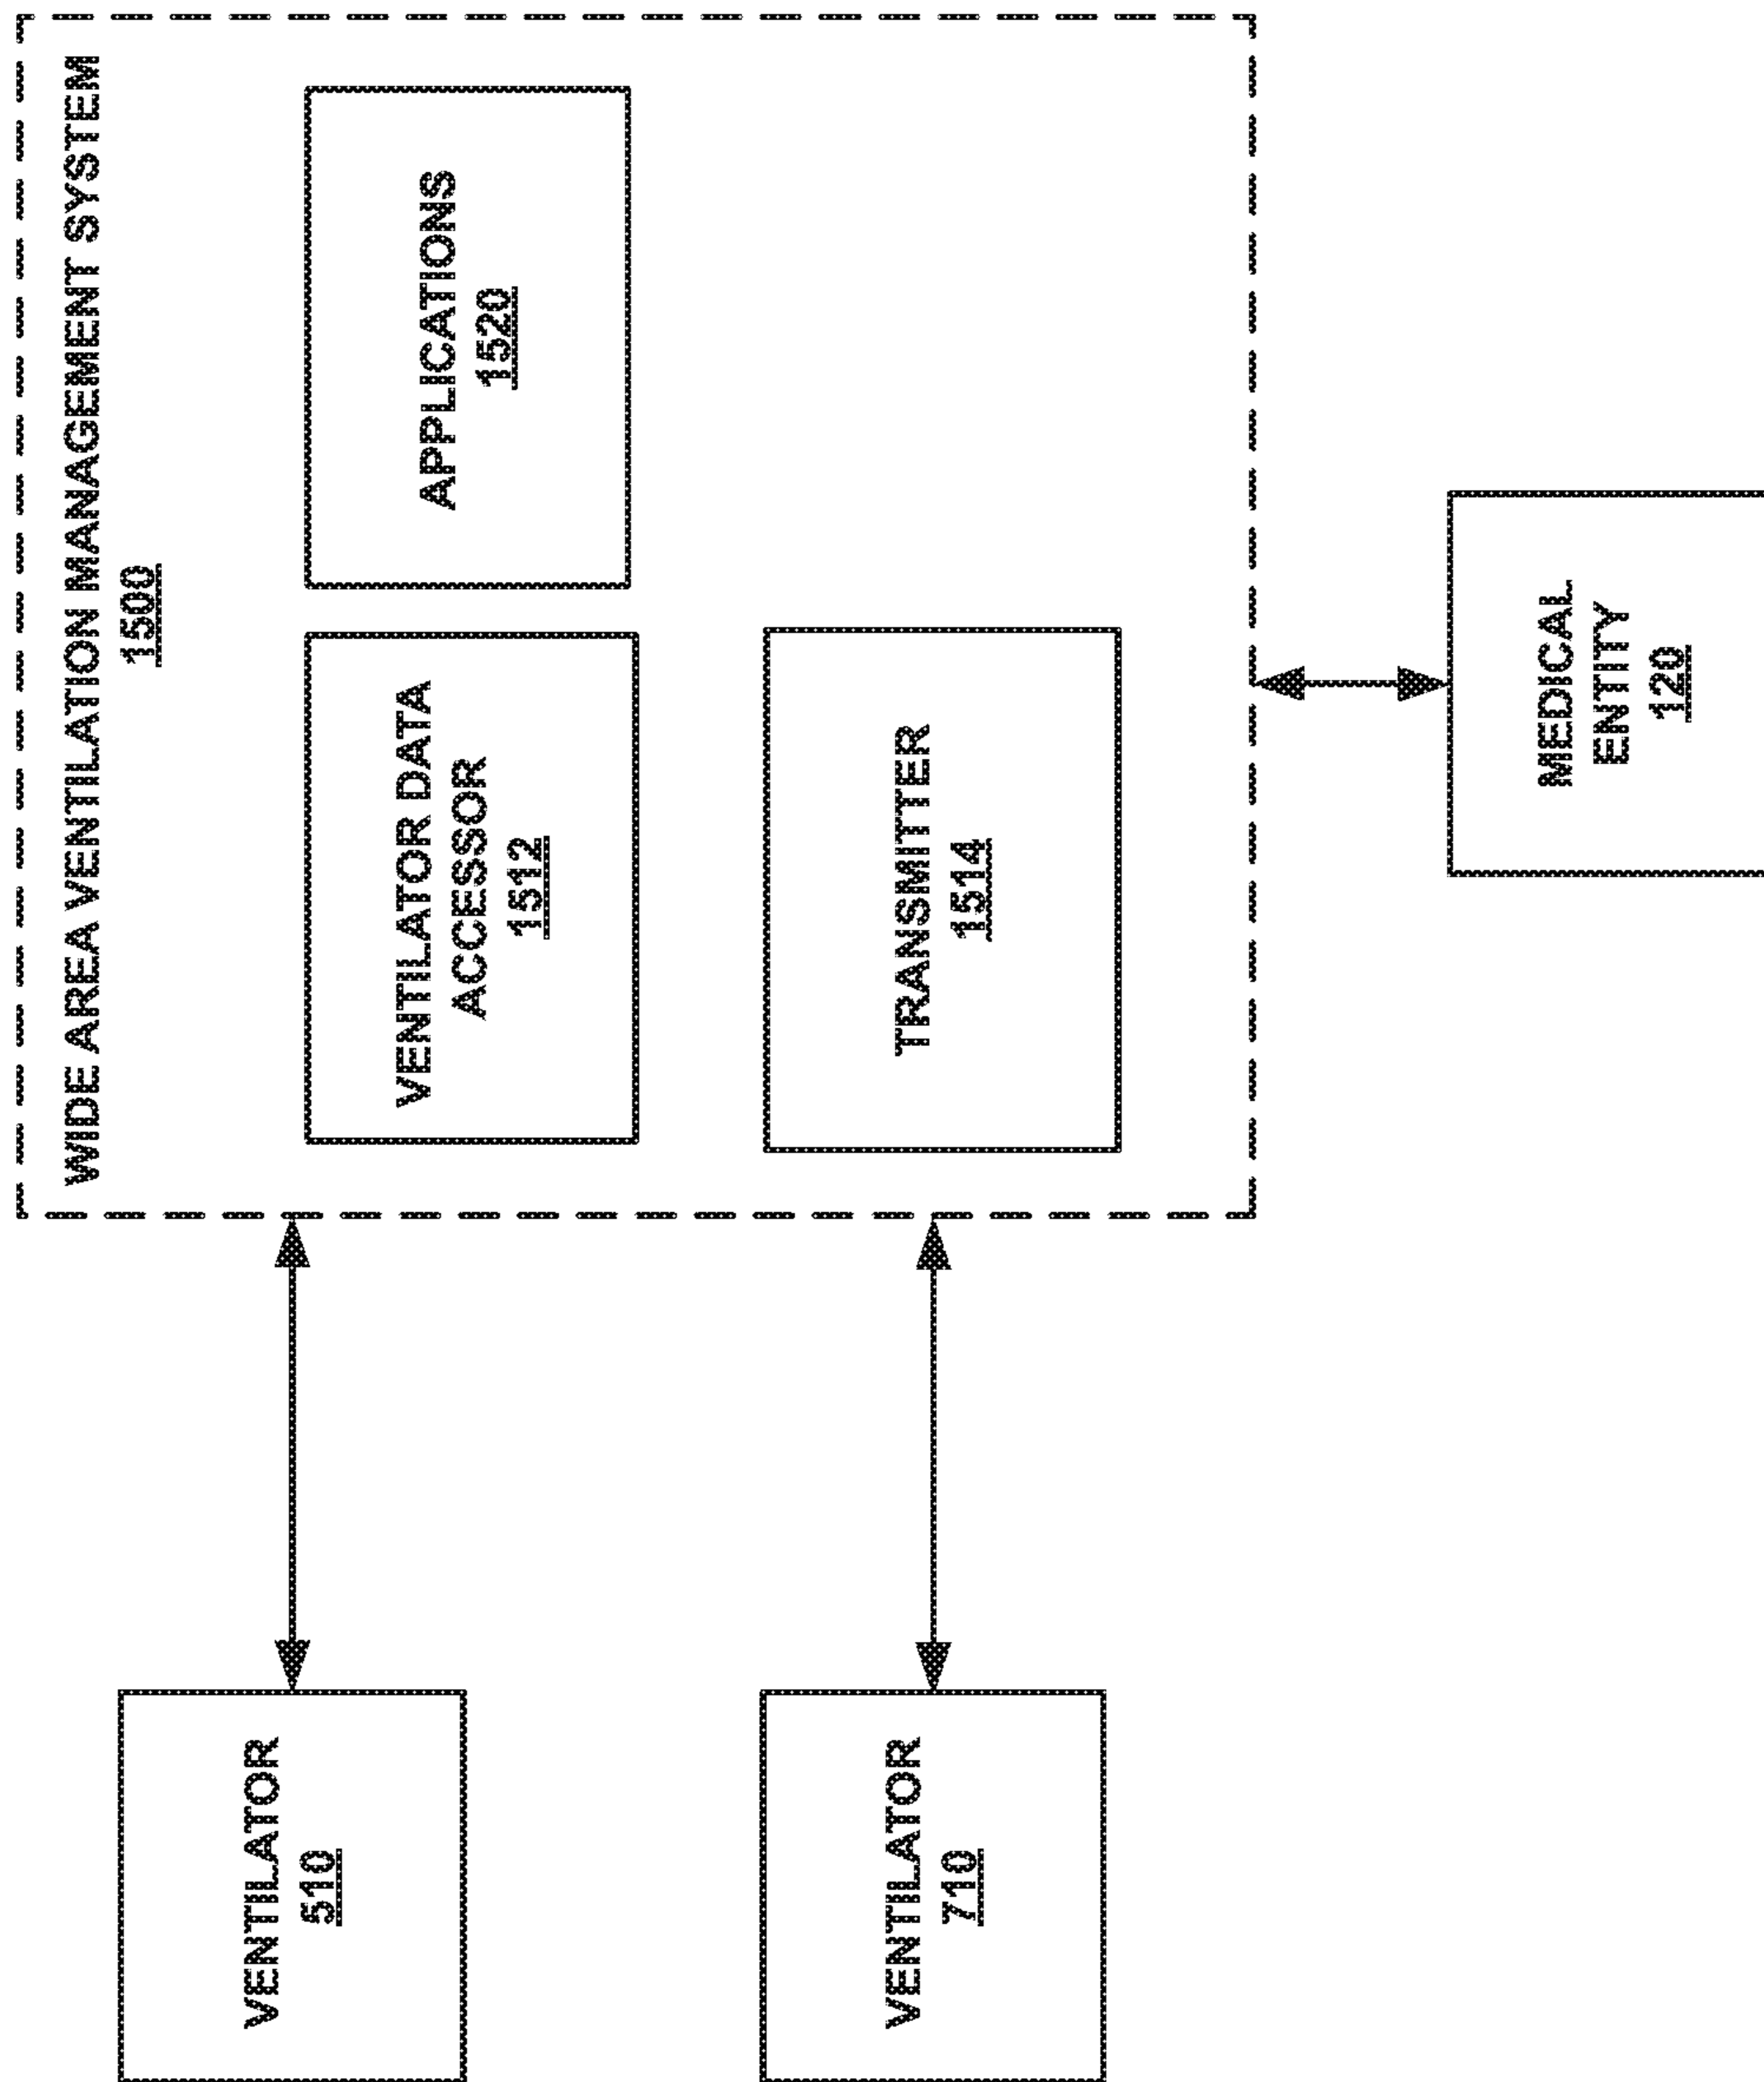 WIDE AREA VENTILATION MANAGEMENT SYSTEM
1500
VENTILATOR
510
VENTILATOR DATA
ACCESSOR
1512
APPLICATIONS
1520
VENTILATOR
710
TRANSMITTER
1514
MEDICAL
ENTITY
120